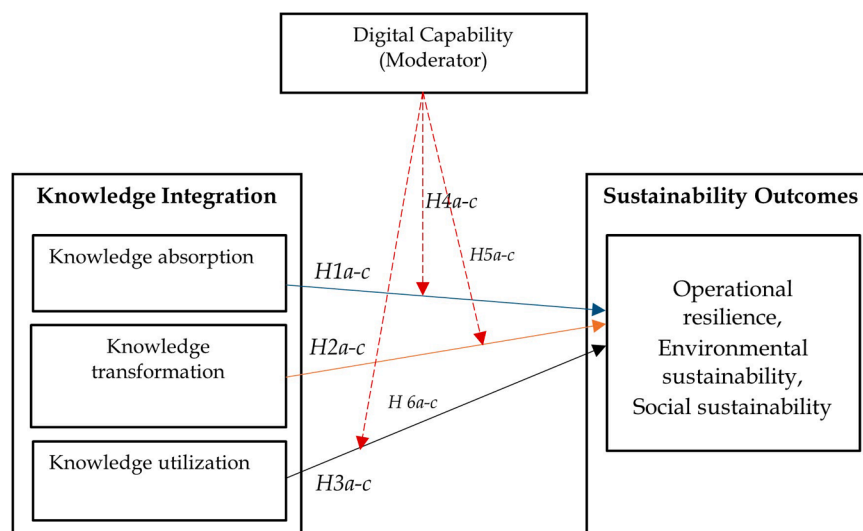 Digital Capability
(Moderator)
Knowledge Integration
Sustainability Outcomes
H4a-c
Knowledge absorption
H5a-c
H1a-c
Operational
resilience,
Environmental
sustainability,
Social sustainability
Knowledge
transformation
H2a-c
H 6a-c
Knowledge utilization
H3a-c